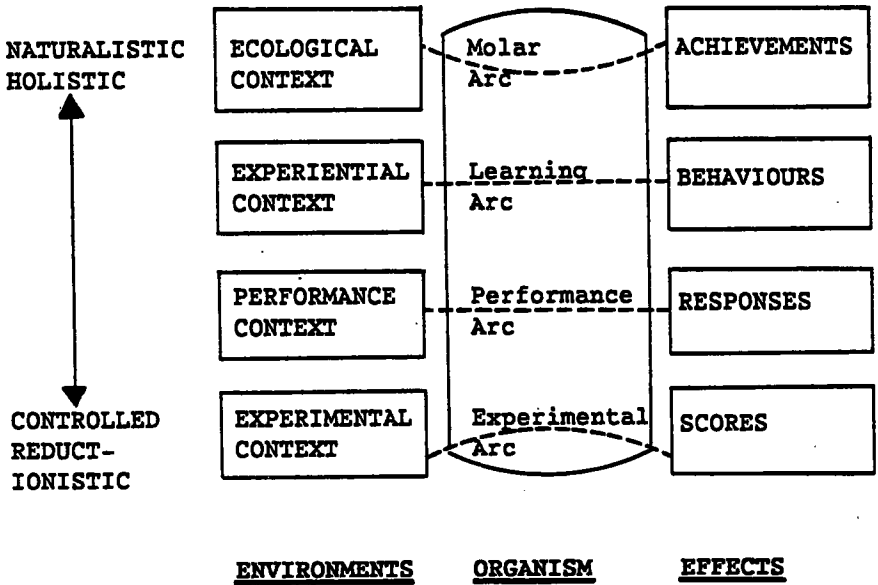 NATURALISTIC
HOLISTIC
ECOLOGICAL
CONTEXT
Molar
Arc
ACHIEVEMENTS
EXPERIENTIAL
CONTEXT
Learning
Arc
BEHAVIOURS
PERFORMANCE
CONTEXT
Performance
Arc
RESPONSES
CONTROLLED
REDUCT-
IONISTIC
EXPERIMENTAL
CONTEXT
Experimental
Arc
SCORES
ENVIRONMENTS
ORGANISM
EFFECTS